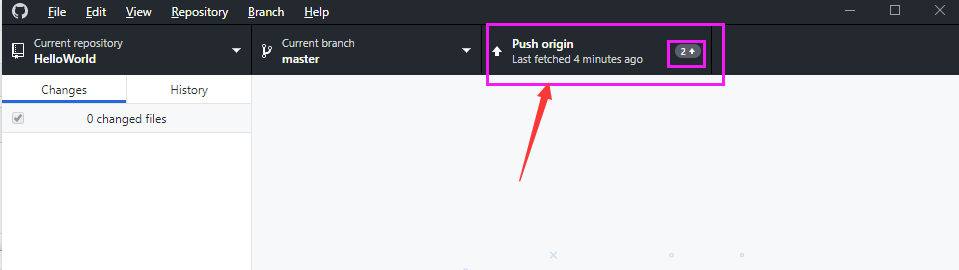 File Edit View Repository Branch Help
Current repository
HelloWorld
Current branch
master
Push origin
Last fetched 4 minutes ago
2
Changes History
0 changed files